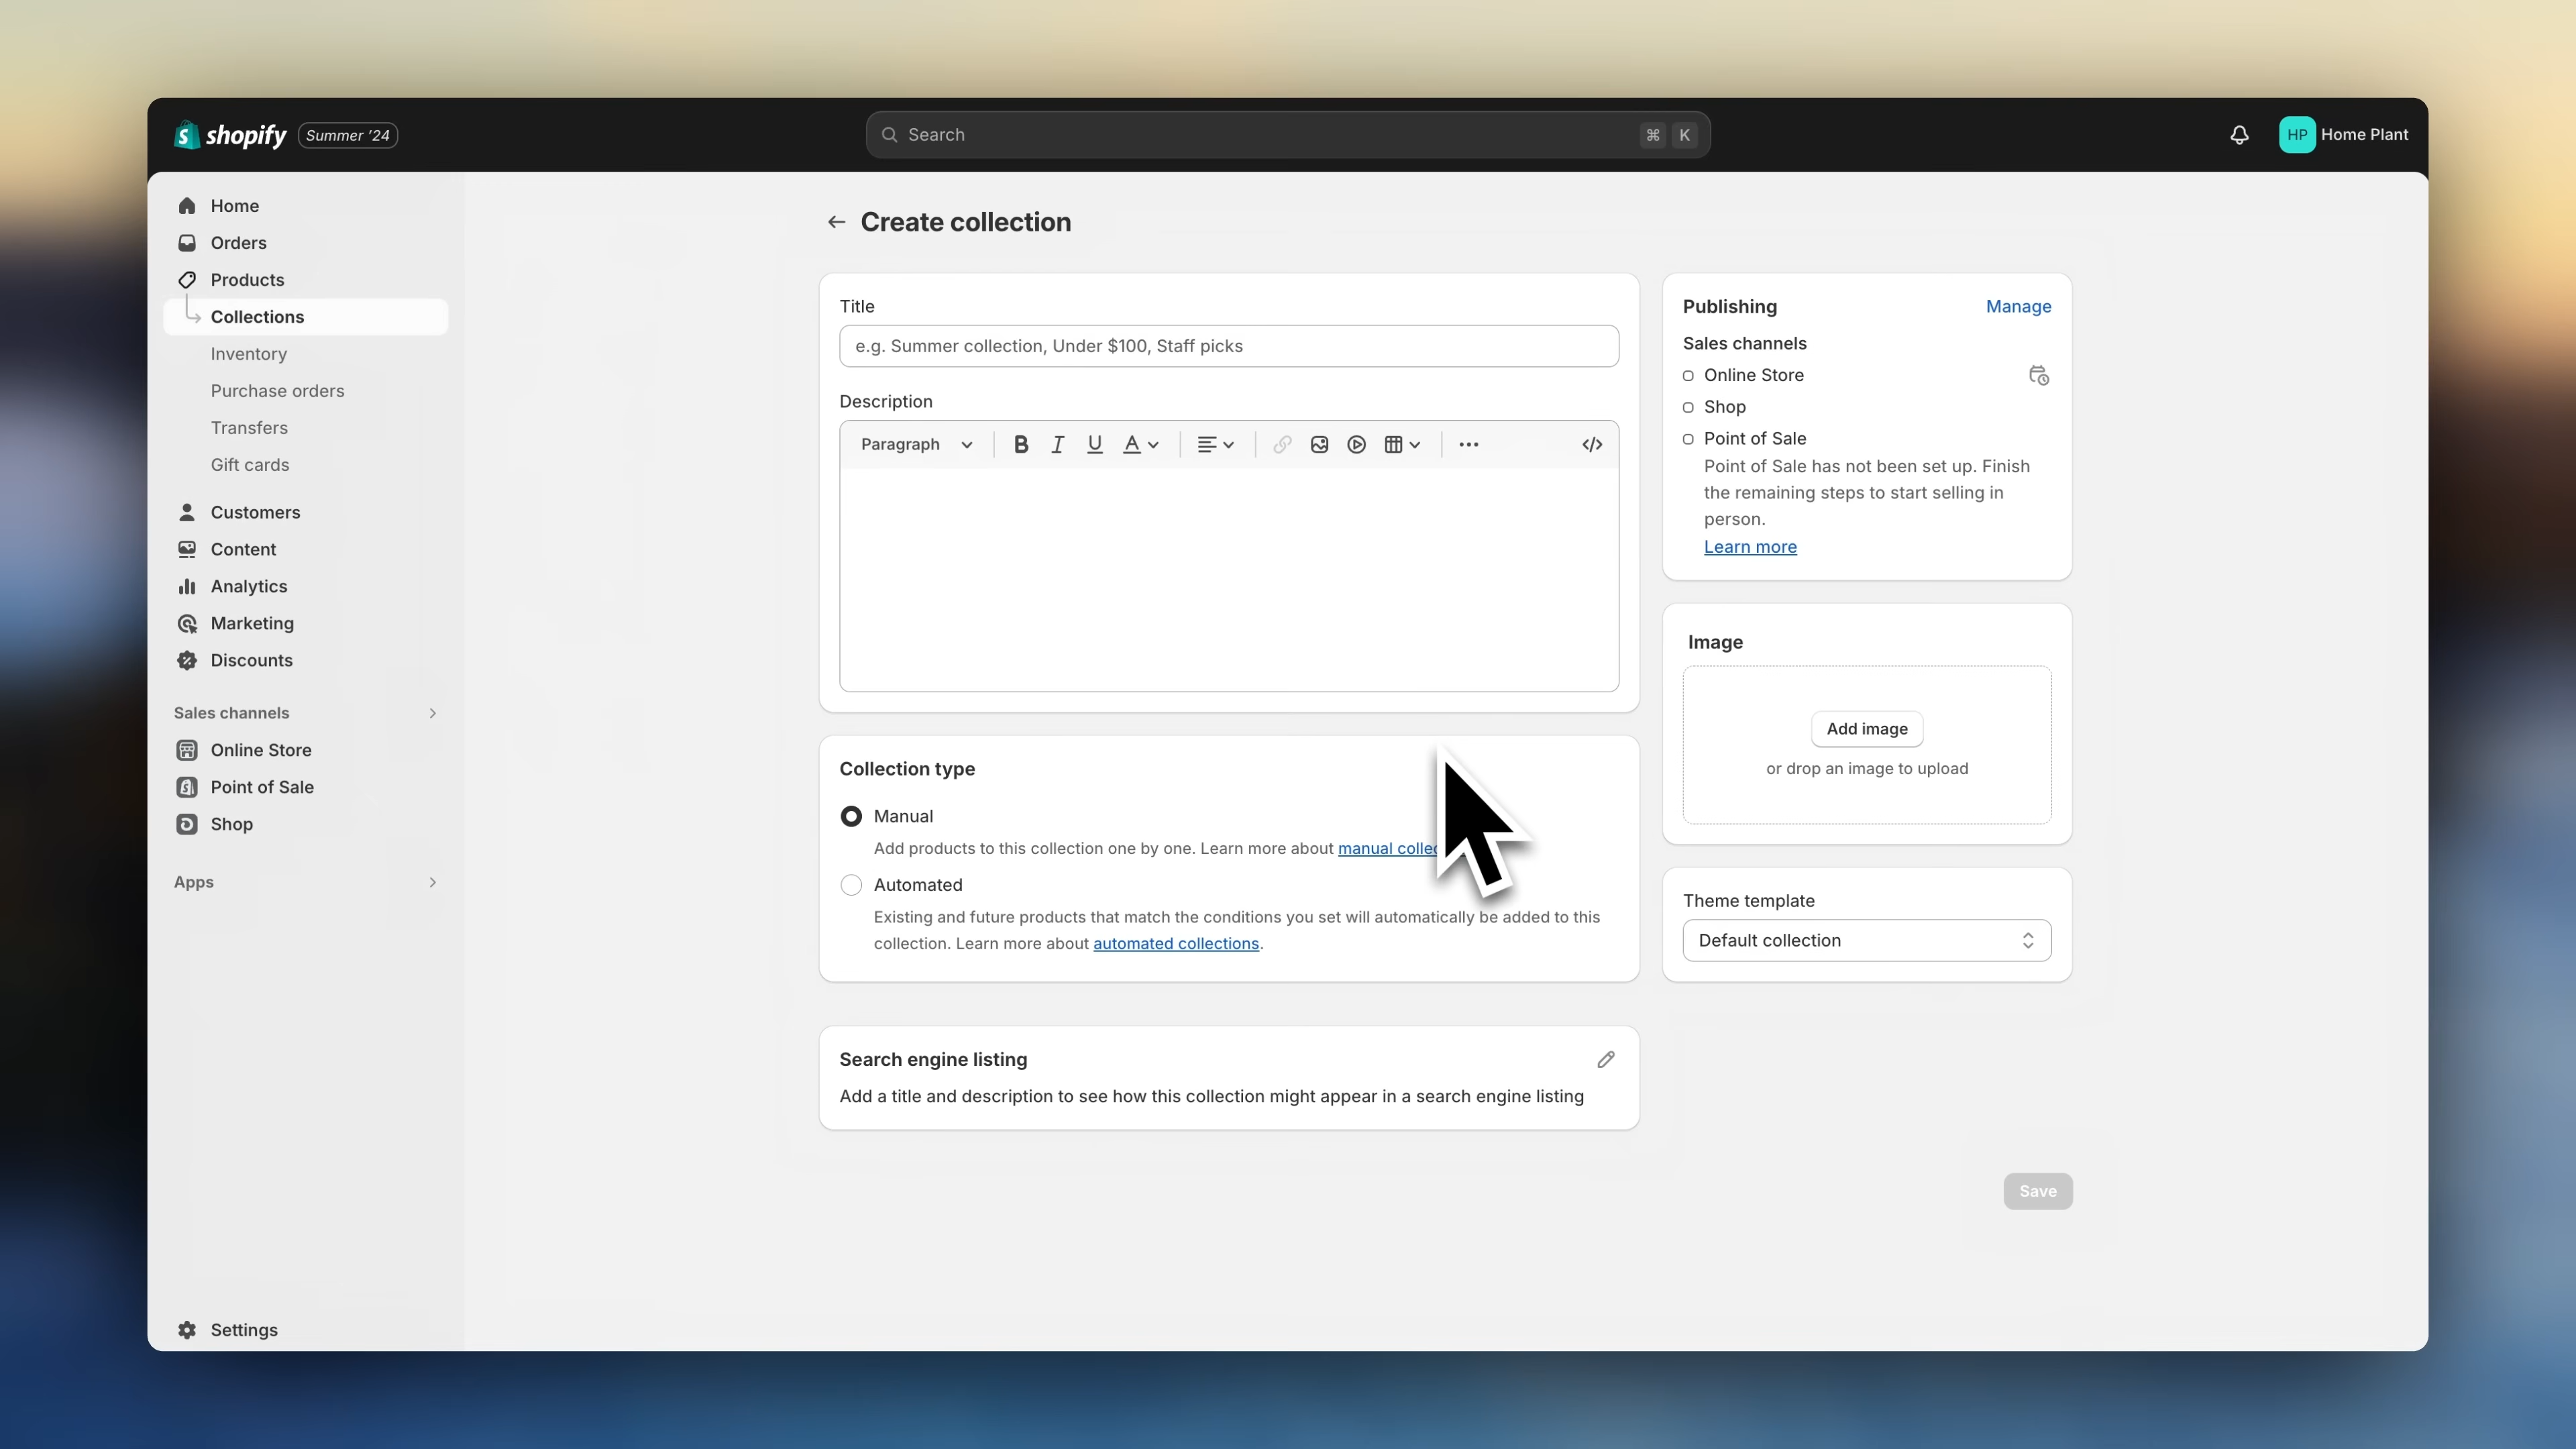 shopify Summer '24
Search
⌘ K
HP Home Plant
Home
Orders
Products
Collections
Inventory
Purchase orders
Transfers
Gift cards
Customers
Content
Analytics
Marketing
Discounts
Sales channels
Online Store
Point of Sale
Shop
Apps
Settings
Create collection
Title
e.g. Summer collection, Under $100, Staff picks
Description
Paragraph
Collection type
Manual
Add products to this collection one by one. Learn more about manual
Automated
Existing and future products that match the conditions you set will automatically be added to this
collection. Learn more about automated collections.
Search engine listing
Add a title and description to see how this collection might appear in a search engine listing
Publishing
Manage
Sales channels
Online Store
Shop
Point of Sale
Point of Sale has not been set up. Finish
the remaining steps to start selling in
person.
Learn more
Image
Add image
or drop an image to upload
Theme template
Default collection
Save